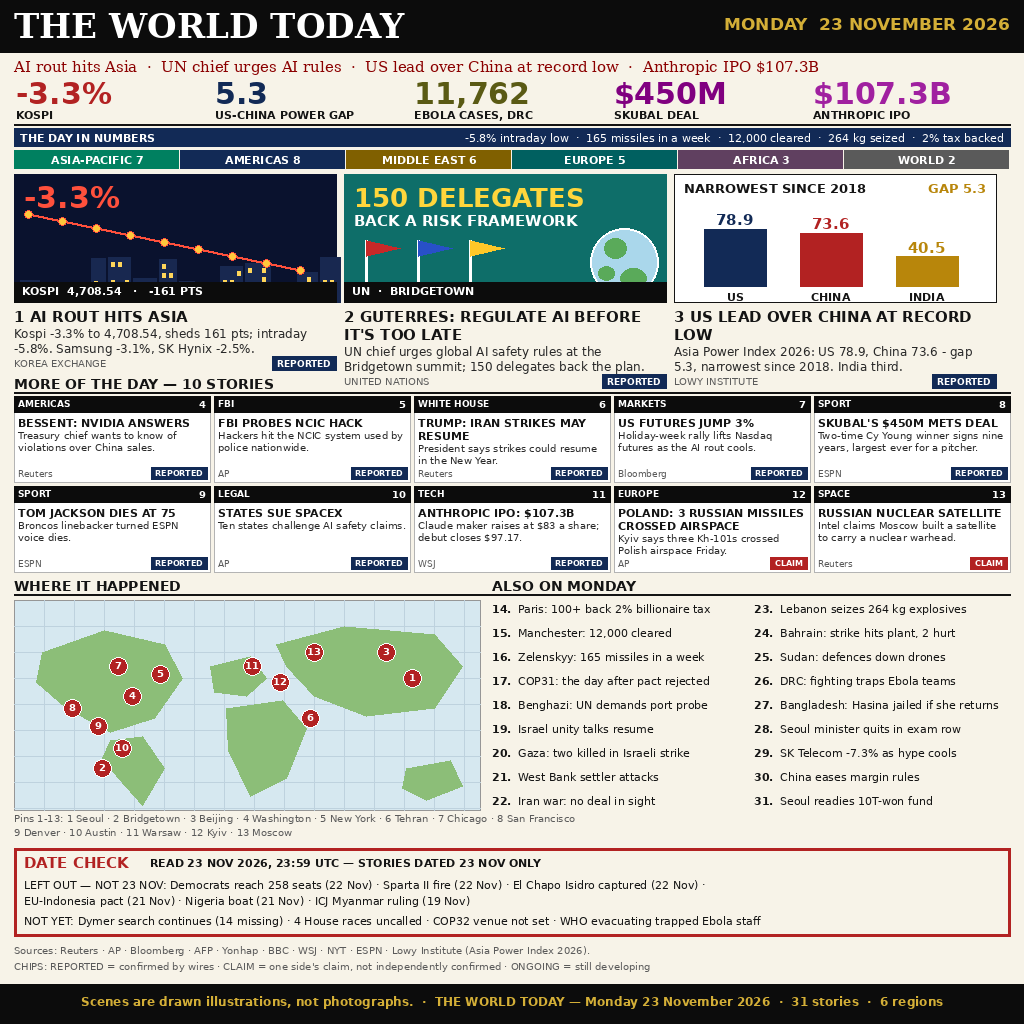 THE WORLD TODAY
MONDAY 23 NOVEMBER 2026
AI rout hits Asia · UN chief urges AI rules · US lead over China at record low · Anthropic IPO $107.3B
-3.3%
KOSPI
5.3
US-CHINA POWER GAP
11,762
EBOLA CASES, DRC
$450M
SKUBAL DEAL
$107.3B
ANTHROPIC IPO
THE DAY IN NUMBERS
-5.8% intraday low · 165 missiles in a week · 12,000 cleared · 264 kg seized · 2% tax backed
ASIA-PACIFIC 7
AMERICAS 8
MIDDLE EAST 6
EUROPE 5
AFRICA 3
WORLD 2
-3.3%
KOSPI 4,708.54 · -161 PTS
150 DELEGATES
BACK A RISK FRAMEWORK
UN · BRIDGETOWN
NARROWEST SINCE 2018
GAP 5.3
78.9
73.6
40.5
US
CHINA
INDIA
1 AI ROUT HITS ASIA
Kospi -3.3% to 4,708.54, sheds 161 pts; intraday
-5.8%. Samsung -3.1%, SK Hynix -2.5%.
KOREA EXCHANGE
REPORTED
2 GUTERRES: REGULATE AI BEFORE
IT'S TOO LATE
UN chief urges global AI safety rules at the
Bridgetown summit; 150 delegates back the plan.
UNITED NATIONS
REPORTED
3 US LEAD OVER CHINA AT RECORD
LOW
Asia Power Index 2026: US 78.9, China 73.6 - gap
5.3, narrowest since 2018. India third.
LOWY INSTITUTE
REPORTED
MORE OF THE DAY — 10 STORIES
AMERICAS 4
BESSENT: NVIDIA ANSWERS
Treasury chief wants to know of
violations over China sales.
Reuters
REPORTED
FBI 5
FBI PROBES NCIC HACK
Hackers hit the NCIC system used by
police nationwide.
AP
REPORTED
WHITE HOUSE 6
TRUMP: IRAN STRIKES MAY
RESUME
President says strikes could resume
in the New Year.
Reuters
REPORTED
MARKETS 7
US FUTURES JUMP 3%
Holiday-week rally lifts Nasdaq
futures as the AI rout cools.
Bloomberg
REPORTED
SPORT 8
SKUBAL'S $450M METS DEAL
Two-time Cy Young winner signs nine
years, largest ever for a pitcher.
ESPN
REPORTED
SPORT 9
TOM JACKSON DIES AT 75
Broncos linebacker turned ESPN
voice dies.
ESPN
REPORTED
LEGAL 10
STATES SUE SPACEX
Ten states challenge AI safety claims.
AP
REPORTED
TECH 11
ANTHROPIC IPO: $107.3B
Claude maker raises at $83 a share;
debut closes $97.17.
WSJ
REPORTED
EUROPE 12
POLAND: 3 RUSSIAN MISSILES
CROSSED AIRSPACE
Kyiv says three Kh-101s crossed
Polish airspace Friday.
AP
CLAIM
SPACE 13
RUSSIAN NUCLEAR SATELLITE
Intel claims Moscow built a satellite
to carry a nuclear warhead.
Reuters
CLAIM
WHERE IT HAPPENED
7
5
4
8
9
10
2
11
12
13
6
3
1
Pins 1-13: 1 Seoul · 2 Bridgetown · 3 Beijing · 4 Washington · 5 New York · 6 Tehran · 7 Chicago · 8 San Francisco
9 Denver · 10 Austin · 11 Warsaw · 12 Kyiv · 13 Moscow
ALSO ON MONDAY
14. Paris: 100+ back 2% billionaire tax
15. Manchester: 12,000 cleared
16. Zelenskyy: 165 missiles in a week
17. COP31: the day after pact rejected
18. Benghazi: UN demands port probe
19. Israel unity talks resume
20. Gaza: two killed in Israeli strike
21. West Bank settler attacks
22. Iran war: no deal in sight
23. Lebanon seizes 264 kg explosives
24. Bahrain: strike hits plant, 2 hurt
25. Sudan: defences down drones
26. DRC: fighting traps Ebola teams
27. Bangladesh: Hasina jailed if she returns
28. Seoul minister quits in exam row
29. SK Telecom -7.3% as hype cools
30. China eases margin rules
31. Seoul readies 10T-won fund
DATE CHECK
READ 23 NOV 2026, 23:59 UTC — STORIES DATED 23 NOV ONLY
LEFT OUT — NOT 23 NOV: Democrats reach 258 seats (22 Nov) · Sparta II fire (22 Nov) · El Chapo Isidro captured (22 Nov) ·
EU-Indonesia pact (21 Nov) · Nigeria boat (21 Nov) · ICJ Myanmar ruling (19 Nov)
NOT YET: Dymer search continues (14 missing) · 4 House races uncalled · COP32 venue not set · WHO evacuating trapped Ebola staff
Sources: Reuters · AP · Bloomberg · AFP · Yonhap · BBC · WSJ · NYT · ESPN · Lowy Institute (Asia Power Index 2026).
CHIPS: REPORTED = confirmed by wires · CLAIM = one side's claim, not independently confirmed · ONGOING = still developing
Scenes are drawn illustrations, not photographs. · THE WORLD TODAY — Monday 23 November 2026 · 31 stories · 6 regions